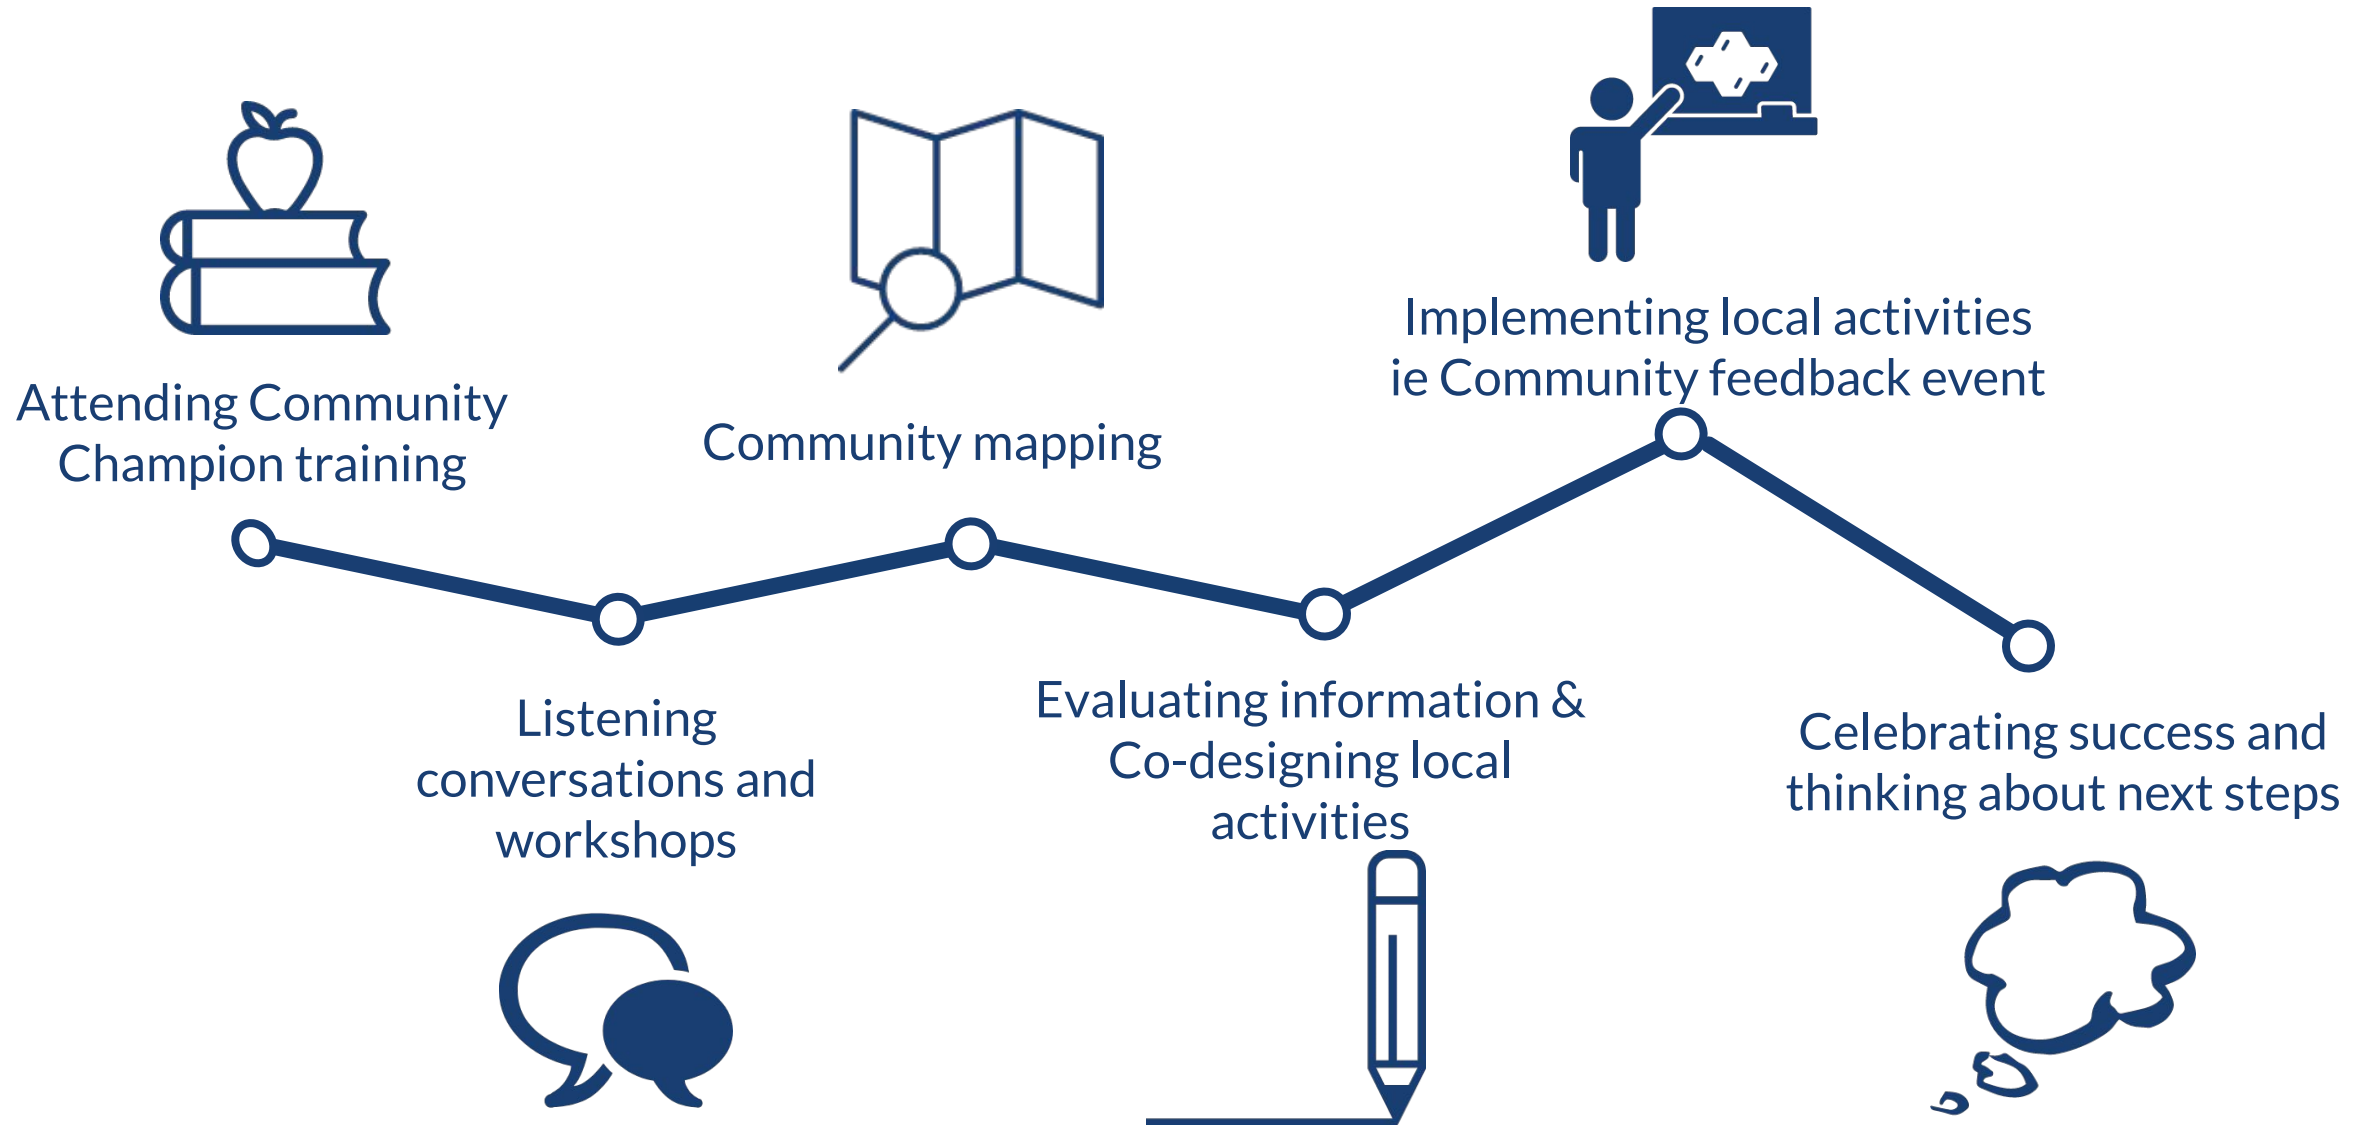 Attending Community
Champion training
Listening
conversations and
workshops
Community mapping
Evaluating information &
Co-designing local
activities
Implementing local activities
ie Community feedback event
Celebrating success and
thinking about next steps